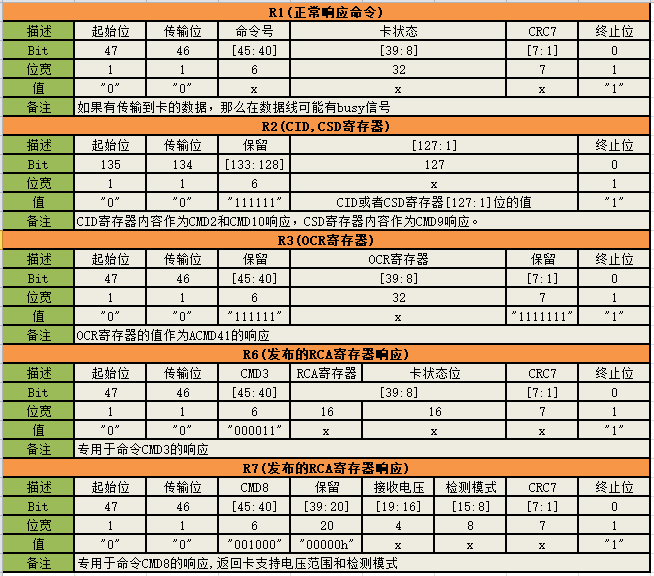 R1(正常响应命令)
描述 起始位 传输位 命令号 卡状态 CRC7 终止位
Bit 47 46 [45:40] [39:8] [7:1] 0
位宽 1 1 6 32 7 1
值 "0" "0" x x x "1"
备注 如果有传输到卡的数据，那么在数据线可能有busy信号
R2(CID,CSD寄存器)
描述 起始位 传输位 保留 [127:1] 终止位
Bit 135 134 [133:128] 127 0
位宽 1 1 6 x 1
值 "0" "0" "111111" CID或者CSD寄存器[127:1]位的值 "1"
备注 CID寄存器内容作为CMD2和CMD10响应，CSD寄存器内容作为CMD9响应。
R3(OCR寄存器)
描述 起始位 传输位 保留 OCR寄存器 保留 终止位
Bit 47 46 [45:40] [39:8] [7:1] 0
位宽 1 1 6 32 7 1
值 "0" "0" "111111" x "1111111" "1"
备注 OCR寄存器的值作为ACMD41的响应
R6(发布的RCA寄存器响应)
描述 起始位 传输位 CMD3 RCA寄存器 卡状态位 CRC7 终止位
Bit 47 46 [45:40] [39:8] [7:1] 0
位宽 1 1 6 16 16 7 1
值 "0" "0" "000011" x x x "1"
备注 专用于命令CMD3的响应
R7(发布的RCA寄存器响应)
描述 起始位 传输位 CMD8 保留 接收电压 检测模式 CRC7 终止位
Bit 47 46 [45:40] [39:20] [19:16] [15:8] [7:1] 0
位宽 1 1 6 20 4 8 7 1
值 "0" "0" "001000" "00000h" x x x "1"
备注 专用于命令CMD8的响应,返回卡支持电压范围和检测模式